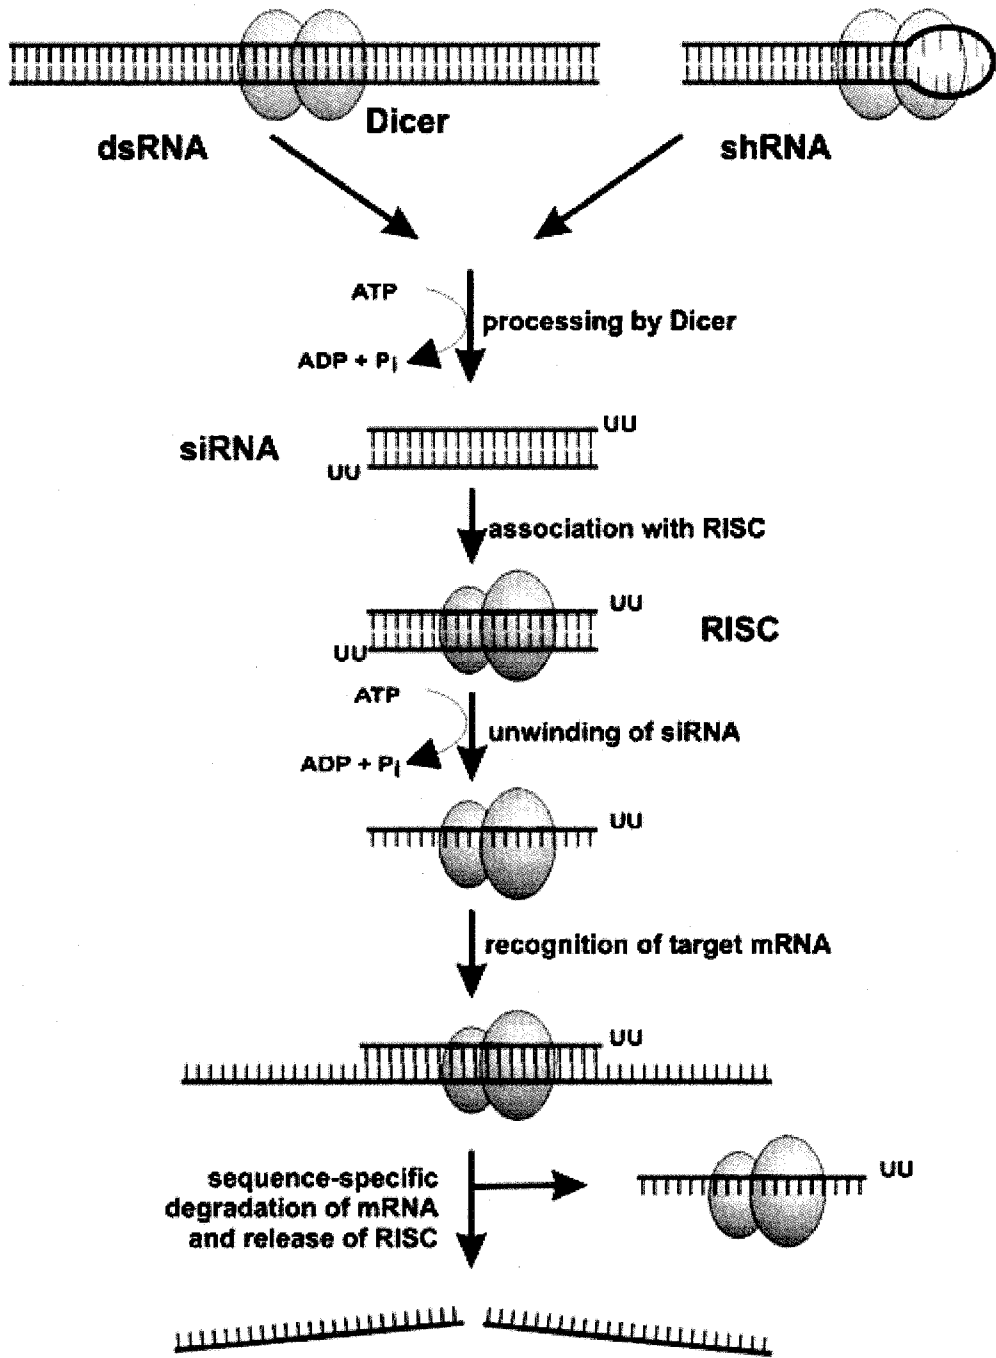 Dicer
dsRNA
shRNA
ATP
processing by Dicer
ADP + Pi
UU
siRNA
UU
association with RISC
UU
RISC
UU
ATP
unwinding of siRNA
ADP + Pi
UU
recognition of target mRNA
UU
sequence-specific
degradation of mRNA
and release of RISC
UU